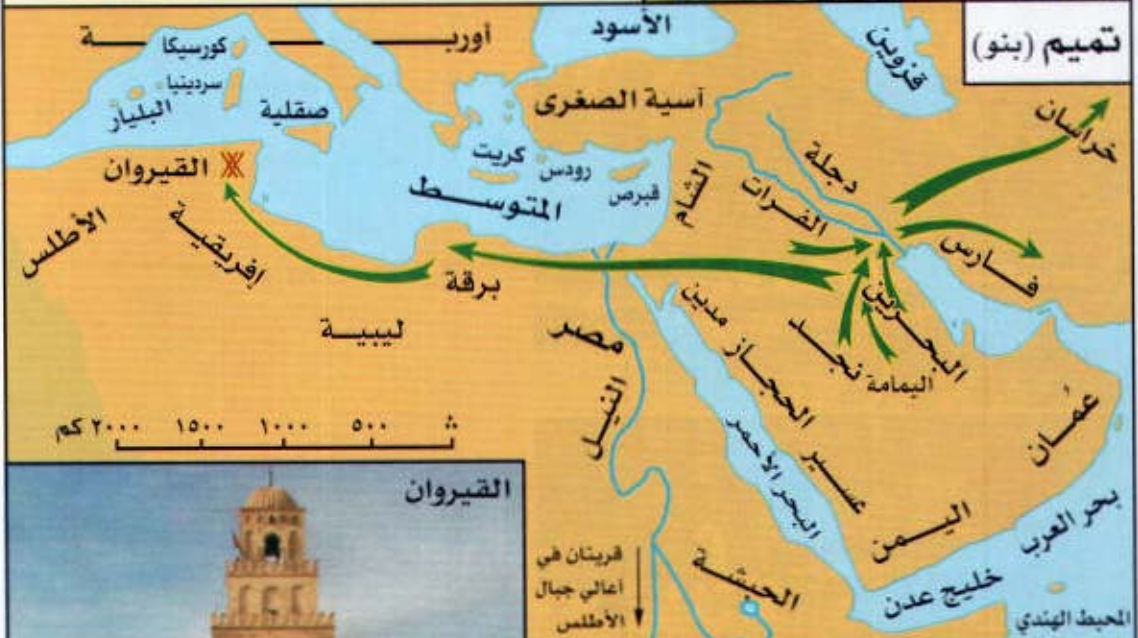 تميم (بنو)
الأسود
قزوين
أوربــة
كورسيكا
سردينيا
البليار
صقلية
آسية الصغرى
خراسان
كريت
رودس
قبرص
المتوسط
الشام
دجلة
الفرات
فارس
القيروان
الأطلس
إفريقية
برقة
ليبية
مصر
النيل
مدين
الحجاز
نجد
البحرين
اليمامة
عُمان
عسير
البحر الأحمر
اليمن
بحر العرب
خليج عدن
الحبشة
المحيط الهندي
٥٠٠ ١٠٠٠ ١٥٠٠ ٢٠٠٠ كم
القيروان
قريتان في
أعالي جبال
الأطلس